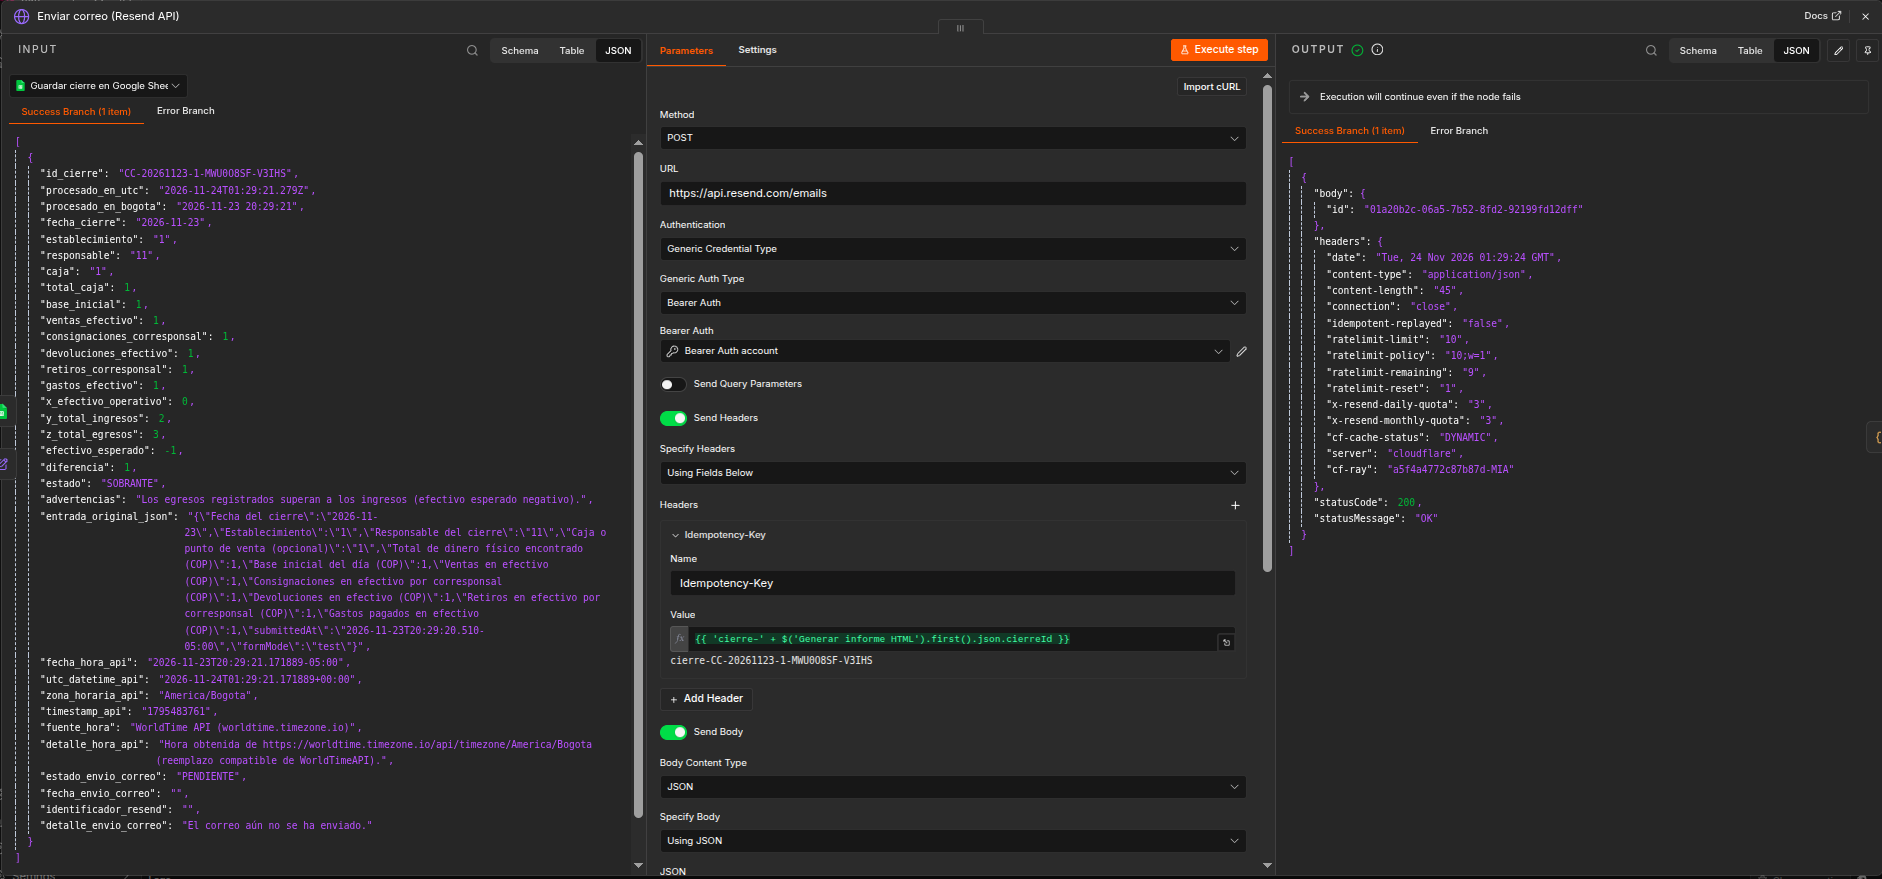 Enviar correo (Resend API)
Docs
INPUT
Schema
Table
JSON
Guardar cierre en Google Shee
Success Branch (1 item)
Error Branch
[
{
"id_cierre": "CC-20261123-1-MWU0O8SF-V3IHS",
"procesado_en_utc": "2026-11-24T01:29:21.279Z",
"procesado_en_bogota": "2026-11-23 20:29:21",
"fecha_cierre": "2026-11-23",
"establecimiento": "1",
"responsable": "11",
"caja": "1",
"total_caja": 1,
"base_inicial": 1,
"ventas_efectivo": 1,
"consignaciones_corresponsal": 1,
"devoluciones_efectivo": 1,
"retiros_corresponsal": 1,
"gastos_efectivo": 1,
"x_efectivo_operativo": 0,
"y_total_ingresos": 2,
"z_total_egresos": 3,
"efectivo_esperado": -1,
"diferencia": 1,
"estado": "SOBRANTE",
"advertencias": "Los egresos registrados superan a los ingresos (efectivo esperado negativo).",
"entrada_original_json": "{\"Fecha del cierre\":\"2026-11-
23\",\"Establecimiento\":\"1\",\"Responsable del cierre\":\"11\",\"Caja o
punto de venta (opcional)\":\"1\",\"Total de dinero físico encontrado
(COP)\":1,\"Base inicial del día (COP)\":1,\"Ventas en efectivo
(COP)\":1,\"Consignaciones en efectivo por corresponsal
(COP)\":1,\"Devoluciones en efectivo (COP)\":1,\"Retiros en efectivo por
corresponsal (COP)\":1,\"Gastos pagados en efectivo
(COP)\":1,\"submittedAt\":\"2026-11-23T20:29:20.510-
05:00\",\"formMode\":\"test\"}",
"fecha_hora_api": "2026-11-23T20:29:21.171889-05:00",
"utc_datetime_api": "2026-11-24T01:29:21.171889+00:00",
"zona_horaria_api": "America/Bogota",
"timestamp_api": "1795483761",
"fuente_hora": "WorldTime API (worldtime.timezone.io)",
"detalle_hora_api": "Hora obtenida de https://worldtime.timezone.io/api/timezone/America/Bogota
(reemplazo compatible de WorldTimeAPI).",
"estado_envio_correo": "PENDIENTE",
"fecha_envio_correo": "",
"identificador_resend": "",
"detalle_envio_correo": "El correo aún no se ha enviado."
}
]
Parameters
Settings
Execute step
Import cURL
Method
POST
URL
https://api.resend.com/emails
Authentication
Generic Credential Type
Generic Auth Type
Bearer Auth
Bearer Auth
Bearer Auth account
Send Query Parameters
Send Headers
Specify Headers
Using Fields Below
Headers
Idempotency-Key
Name
Idempotency-Key
Value
fx {{ 'cierre-' + $('Generar informe HTML').first().json.cierreId }}
cierre-CC-20261123-1-MWU0O8SF-V3IHS
Add Header
Send Body
Body Content Type
JSON
Specify Body
Using JSON
JSON
OUTPUT
Schema
Table
JSON
Execution will continue even if the node fails
Success Branch (1 item)
Error Branch
[
{
"body": {
"id": "01a20b2c-06a5-7b52-8fd2-92199fd12dff"
},
"headers": {
"date": "Tue, 24 Nov 2026 01:29:24 GMT",
"content-type": "application/json",
"content-length": "45",
"connection": "close",
"idempotent-replayed": "false",
"ratelimit-limit": "10",
"ratelimit-policy": "10;w=1",
"ratelimit-remaining": "9",
"ratelimit-reset": "1",
"x-resend-daily-quota": "3",
"x-resend-monthly-quota": "3",
"cf-cache-status": "DYNAMIC",
"server": "cloudflare",
"cf-ray": "a5f4a4772c87b87d-MIA"
},
"statusCode": 200,
"statusMessage": "OK"
}
]